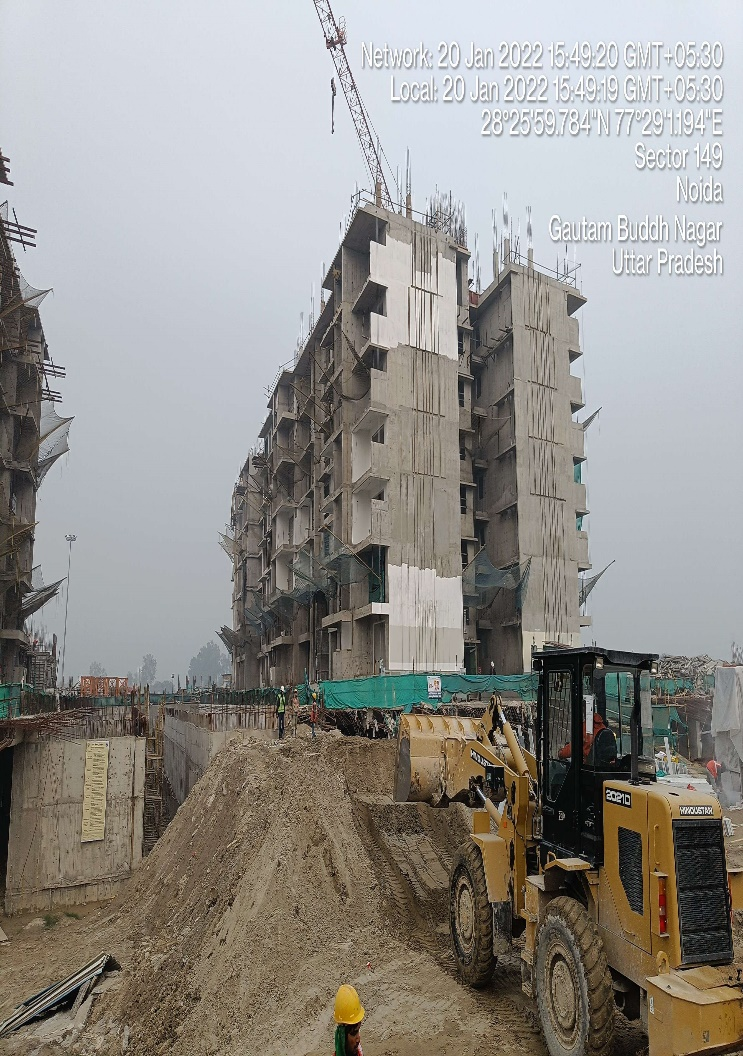 Network: 20 Jan 2022 15:49:20 GMT+05:30
Local: 20 Jan 2022 15:49:19 GMT+05:30
28°25'59.784"N 77°29'1.194"E
Sector 149
Noida
Gautam Buddh Nagar
Uttar Pradesh
2021D
HINDUSTAN